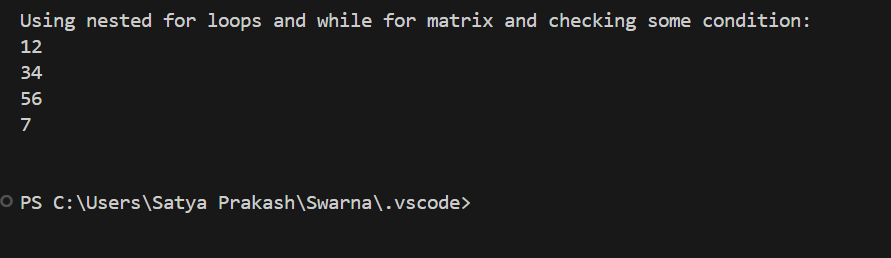 Using nested for loops and while for matrix and checking some condition:
12
34
56
7
PS C:\Users\Satya Prakash\Swarna\.vscode>